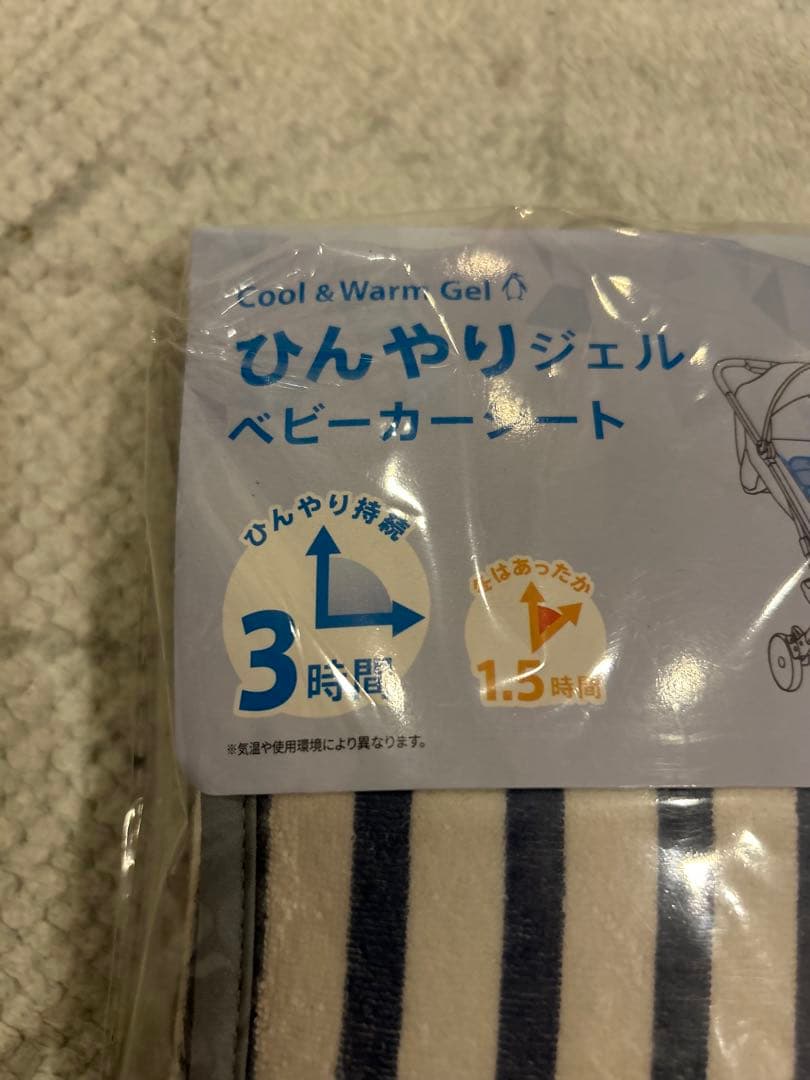 Cool & Warm Gel
ひんやりジェル
ベビーカーシート
ひんやり持続
3時間
冬はあったか
1.5時間
※気温や使用環境により異なります。